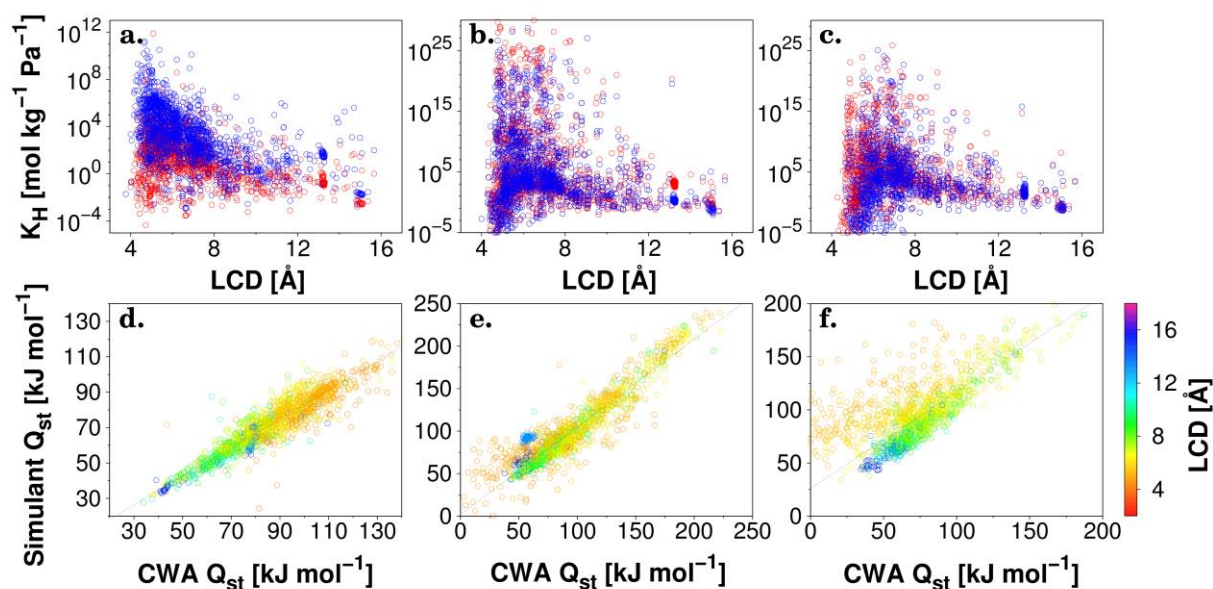 K_H [mol kg⁻¹ Pa⁻¹]
10¹²
10⁸
10⁴
10⁰
10⁻⁴
a.
4 8 12 16
LCD [Å]
10²⁵
10¹⁵
10⁵
10⁻⁵
b.
4 8 12 16
LCD [Å]
10²⁵
10¹⁵
10⁵
10⁻⁵
c.
4 8 12 16
LCD [Å]
Simulant Q_st [kJ mol⁻¹]
130
110
90
70
50
30
d.
30 50 70 90 110 130
CWA Q_st [kJ mol⁻¹]
250
200
150
100
50
0
e.
0 50 100 150 200 250
CWA Q_st [kJ mol⁻¹]
200
150
100
50
0
f.
0 50 100 150 200
CWA Q_st [kJ mol⁻¹]
16
12
8
4
LCD [Å]